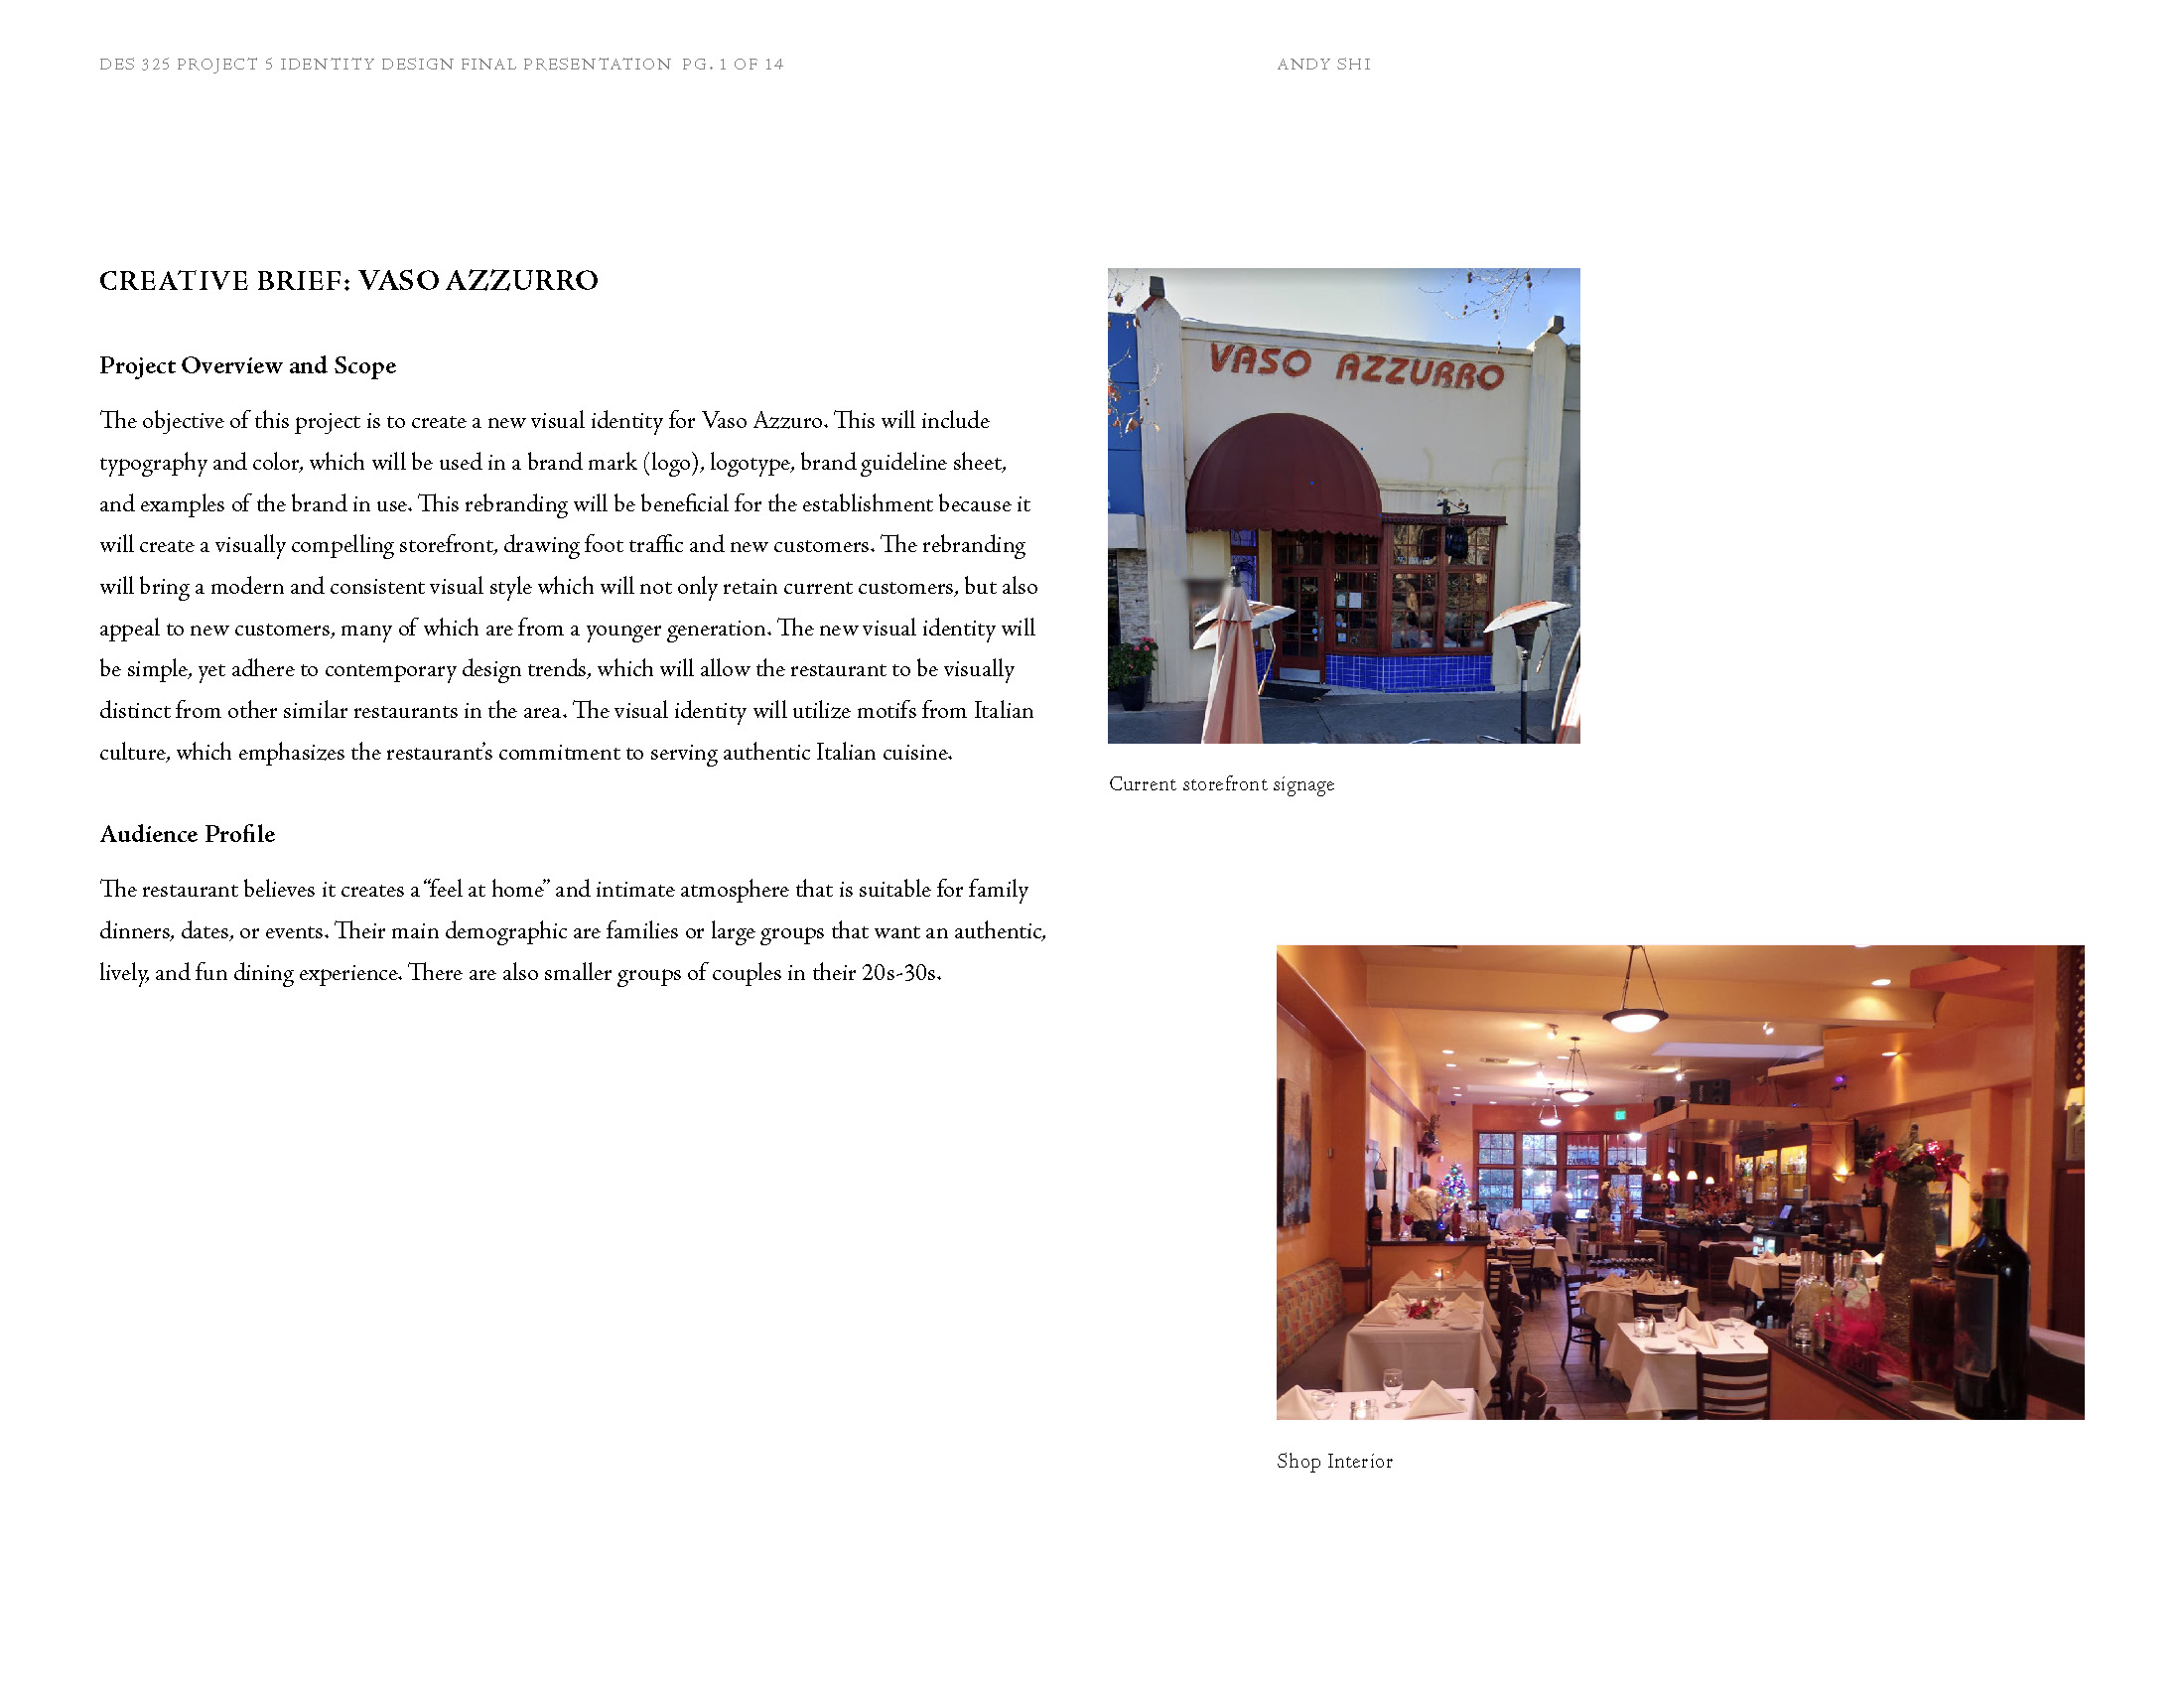 DES 325 PROJECT 5 IDENTITY DESIGN FINAL PRESENTATION PG. 1 OF 14
ANDY SHI
CREATIVE BRIEF: VASO AZZURRO
Project Overview and Scope
The objective of this project is to create a new visual identity for Vaso Azzuro. This will include
typography and color, which will be used in a brand mark (logo), logotype, brand guideline sheet,
and examples of the brand in use. This rebranding will be beneficial for the establishment because it
will create a visually compelling storefront, drawing foot traffic and new customers. The rebranding
will bring a modern and consistent visual style which will not only retain current customers, but also
appeal to new customers, many of which are from a younger generation. The new visual identity will
be simple, yet adhere to contemporary design trends, which will allow the restaurant to be visually
distinct from other similar restaurants in the area. The visual identity will utilize motifs from Italian
culture, which emphasizes the restaurant’s commitment to serving authentic Italian cuisine.
Audience Profile
The restaurant believes it creates a “feel at home” and intimate atmosphere that is suitable for family
dinners, dates, or events. Their main demographic are families or large groups that want an authentic,
lively, and fun dining experience. There are also smaller groups of couples in their 20s-30s.
VASO AZZURRO
Current storefront signage
Shop Interior